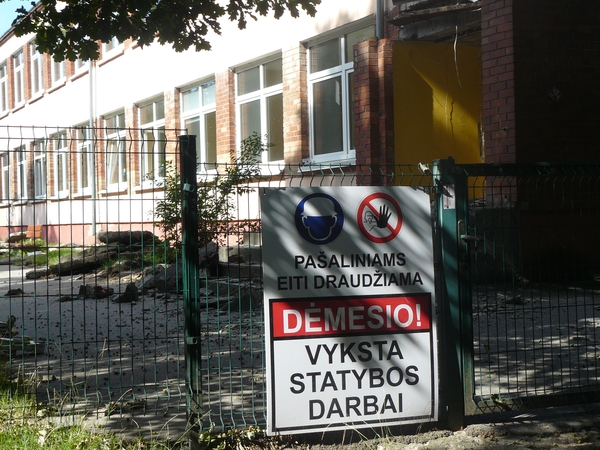 PAŠALINIAMS
EITI DRAUDŽIAMA
DĖMESIO!
VYKSTA
STATYBOS
DARBAI